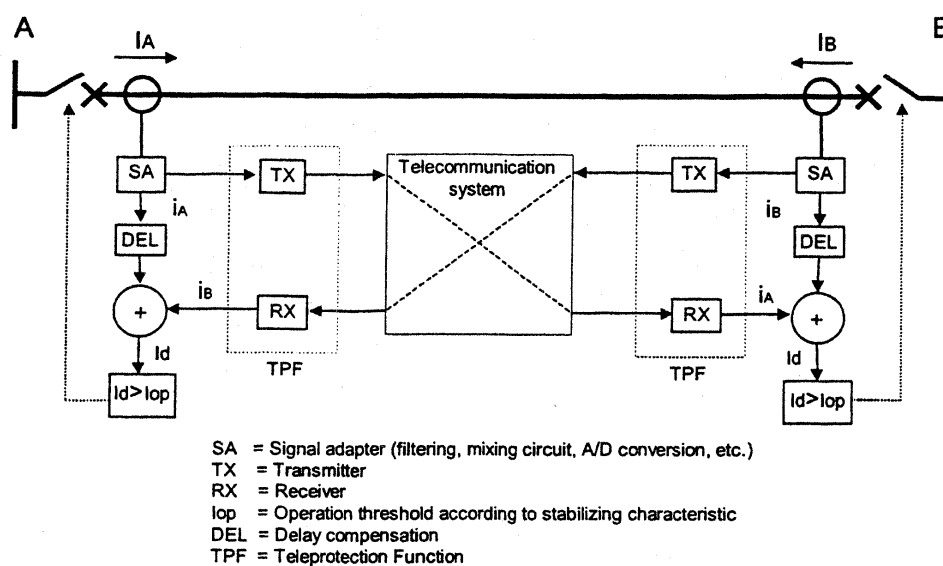 A
IA
IB
B
SA
TX
Telecommunication
system
TX
SA
iA
iB
DEL
DEL
iB
RX
RX
iA
+
+
Id
TPF
TPF
Id
Id>Iop
Id>Iop
SA = Signal adapter (filtering, mixing circuit, A/D conversion, etc.)
TX = Transmitter
RX = Receiver
Iop = Operation threshold according to stabilizing characteristic
DEL = Delay compensation
TPF = Teleprotection Function